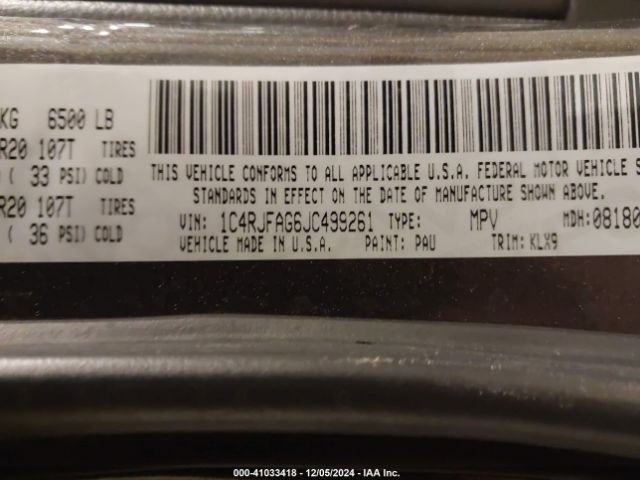 KG 6500 LB
R20 107T TIRES
( 33 PSI) COLD
R20 107T TIRES
( 36 PSI) COLD
THIS VEHICLE CONFORMS TO ALL APPLICABLE U.S.A. FEDERAL MOTOR VEHICLE S
STANDARDS IN EFFECT ON THE DATE OF MANUFACTURE SHOWN ABOVE.
VIN: 1C4RJFAG6JC499261 TYPE: MPV MDH: 08180
VEHICLE MADE IN U.S.A. PAINT: PAU TRIM: KLX9
000-41033418 - 12/05/2024 - IAA Inc.